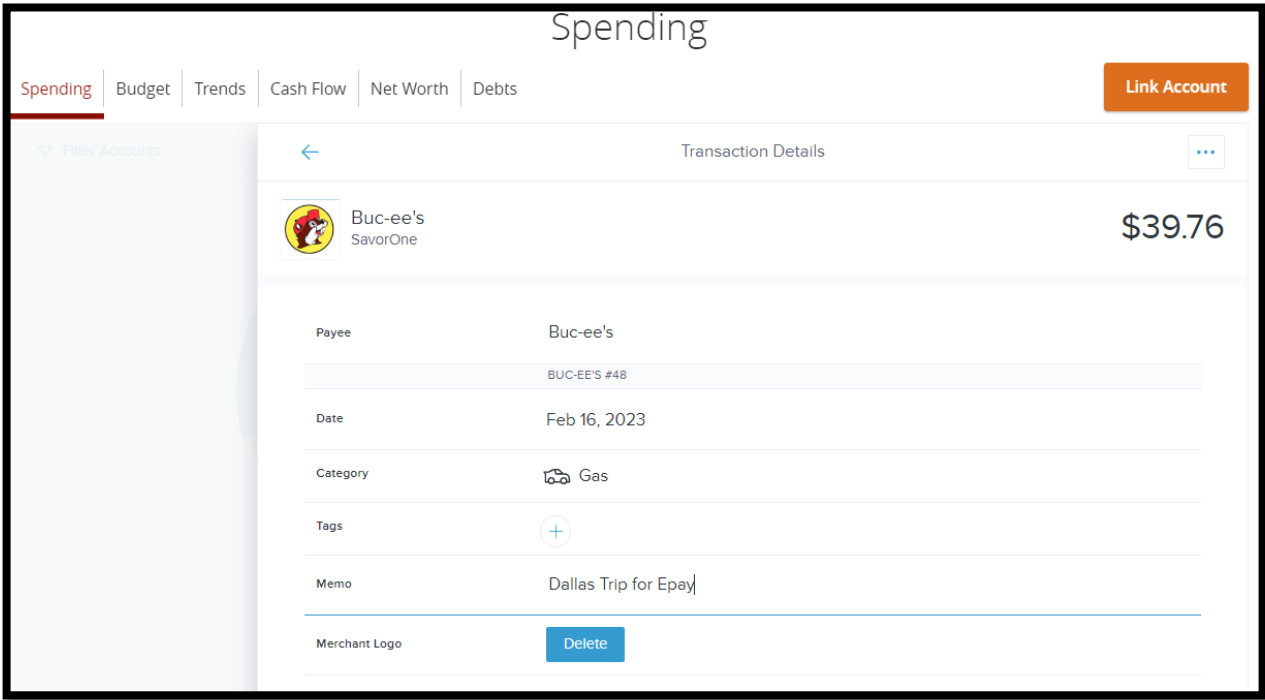 Spending
Spending Budget Trends Cash Flow Net Worth Debts Link Account
Filter Accounts Transaction Details
Buc-ee's
SavorOne
$39.76
Payee Buc-ee's
BUC-EE'S #48
Date Feb 16, 2023
Category Gas
Tags
Memo Dallas Trip for Epay
Merchant Logo Delete